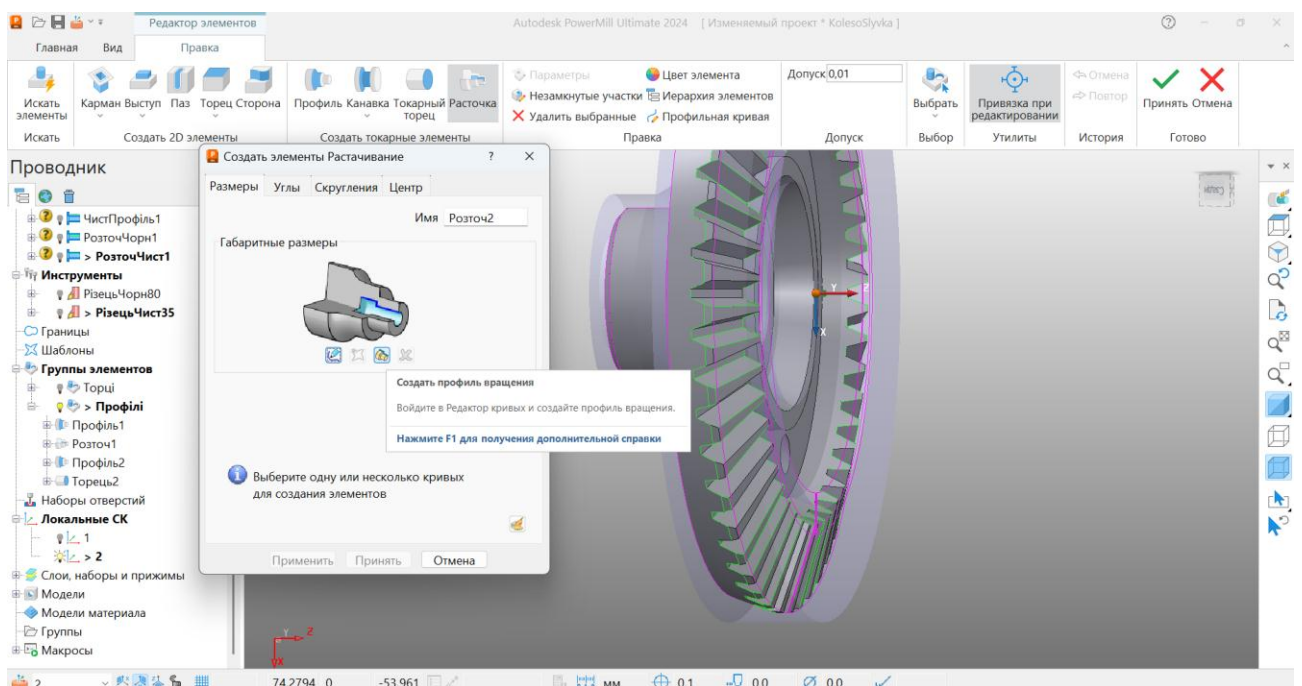 Редактор элементов
Autodesk PowerMill Ultimate 2024 [ Изменяемый проект * KolesoSlyvka ]
Главная Вид Правка
Искать элементы
Карман Выступ Паз Торец Сторона
Профиль Канавка Токарный торец Расточка
Параметры
Незамкнутые участки
Удалить выбранные
Цвет элемента
Иерархия элементов
Профильная кривая
Допуск 0,01
Выбрать
Привязка при редактировании
Отмена
Повтор
Принять Отмена
Искать Создать 2D элементы Создать токарные элементы Правка Допуск Выбор Утилиты История Готово
Проводник
ЧистПрофіль1
РозточЧорн1
> РозточЧист1
Инструменты
РізецьЧорн80
> РізецьЧист35
Границы
Шаблоны
Группы элементов
Торці
> Профілі
Профіль1
Розточ1
Профіль2
Торець2
Наборы отверстий
Локальные СК
1
> 2
Слои, наборы и прижимы
Модели
Модели материала
Группы
Макросы
Создать элементы Растачивание ? ×
Размеры Углы Скругления Центр
Имя Розточ2
Габаритные размеры
Создать профиль вращения
Войдите в Редактор кривых и создайте профиль вращения.
Нажмите F1 для получения дополнительной справки
Выберите одну или несколько кривых
для создания элементов
Применить Принять Отмена
Y
X
Z
X
2 74.2794 0 -53.961 мм 0.1 0.0 0.0